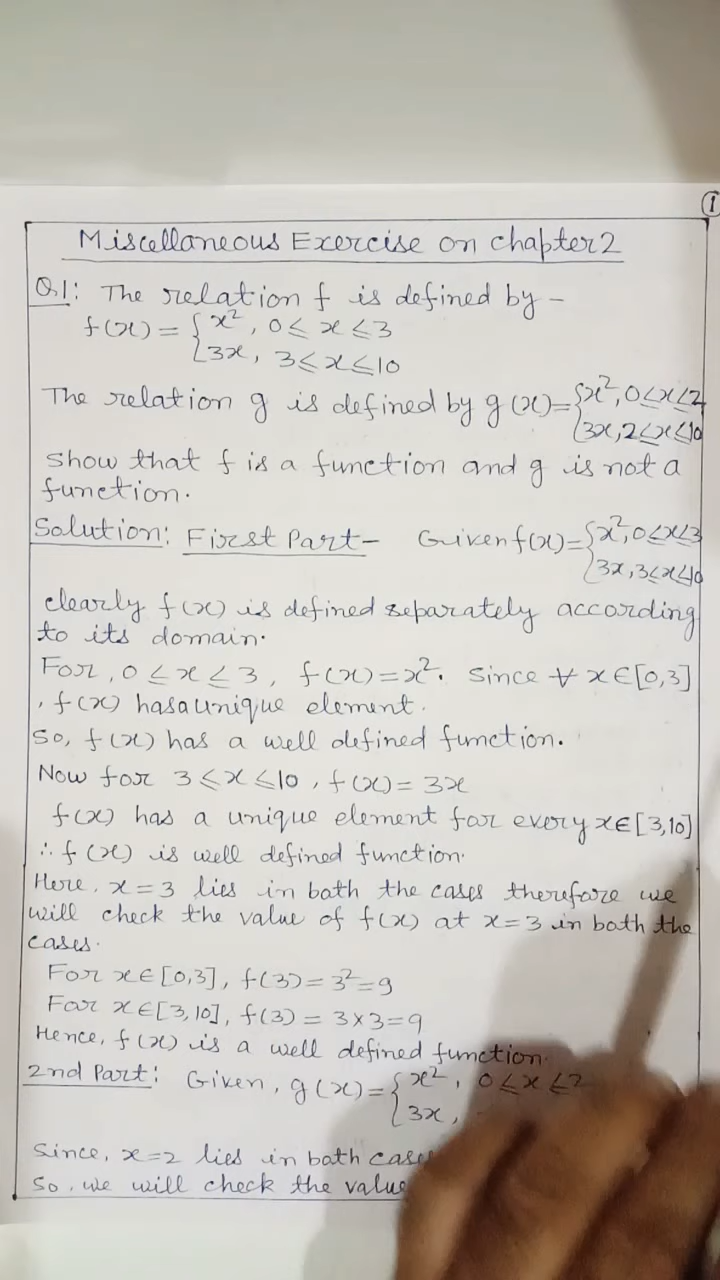 ①
Miscellaneous Exercise on chapter 2
Q.1: The relation f is defined by -
f(x) = { x², 0 ≤ x ≤ 3
3x, 3 ≤ x ≤ 10
The relation g is defined by g(x) = { x², 0 ≤ x ≤ 2
3x, 2 ≤ x ≤ 10
show that f is a function and g is not a
function.
Solution: First Part - Given f(x) = { x², 0 ≤ x ≤ 3
3x, 3 ≤ x ≤ 10
clearly f(x) is defined separately according
to its domain.
For, 0 ≤ x ≤ 3, f(x) = x². Since ∀ x ∈ [0,3]
, f(x) has a unique element.
So, f(x) has a well defined function.
Now for 3 ≤ x ≤ 10, f(x) = 3x
f(x) has a unique element for every x ∈ [3,10]
∴ f(x) is well defined function.
Here, x = 3 lies in both the cases therefore we
will check the value of f(x) at x = 3 in both the
cases.
For x ∈ [0,3], f(3) = 3² = 9
For x ∈ [3,10], f(3) = 3 × 3 = 9
Hence, f(x) is a well defined function.
2nd Part: Given, g(x) = { x², 0 ≤ x ≤ 2
3x,
Since, x = 2 lies in both
So, we will check the value